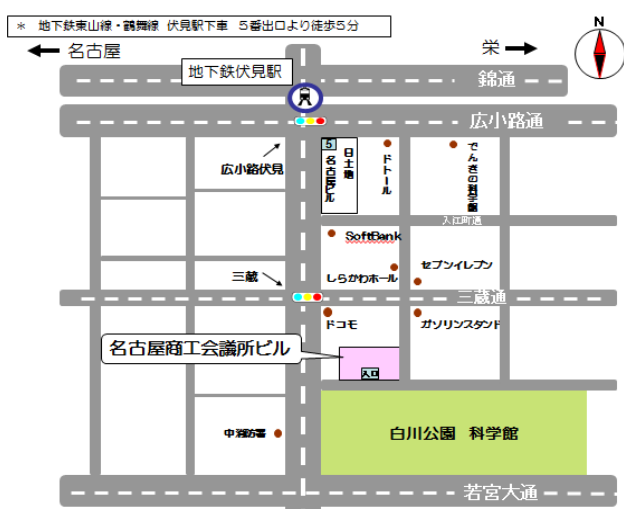 * 地下鉄東山線・鶴舞線 伏見駅下車 5番出口より徒歩5分
名古屋
栄
N
地下鉄伏見駅
錦通
広小路通
5
日土地
名古屋ビル
ドトール
でんきの科学館
広小路伏見
入江町通
SoftBank
セブンイレブン
しらかわホール
三蔵
三蔵通
ドコモ
ガソリンスタンド
名古屋商工会議所ビル
入口
中消防署
白川公園 科学館
若宮大通